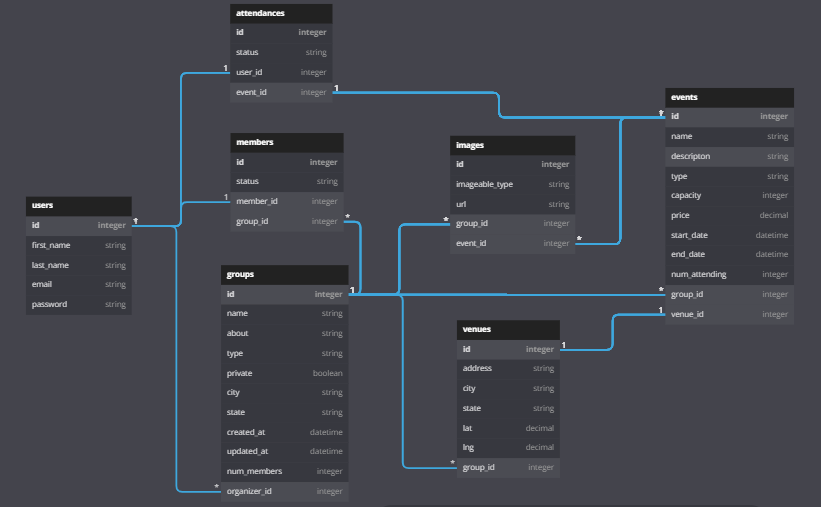 attendances
id integer
status string
user_id integer
event_id integer
members
id integer
status string
member_id integer
group_id integer
users
id integer
first_name string
last_name string
email string
password string
groups
id integer
name string
about string
type string
private boolean
city string
state string
created_at datetime
updated_at datetime
num_members integer
organizer_id integer
images
id integer
imageable_type string
url string
group_id integer
event_id integer
venues
id integer
address string
city string
state string
lat decimal
lng decimal
group_id integer
events
id integer
name string
descripton string
type string
capacity integer
price decimal
start_date datetime
end_date datetime
num_attending integer
group_id integer
venue_id integer
1
1
1
*
*
1
*
*
*
*
1
1